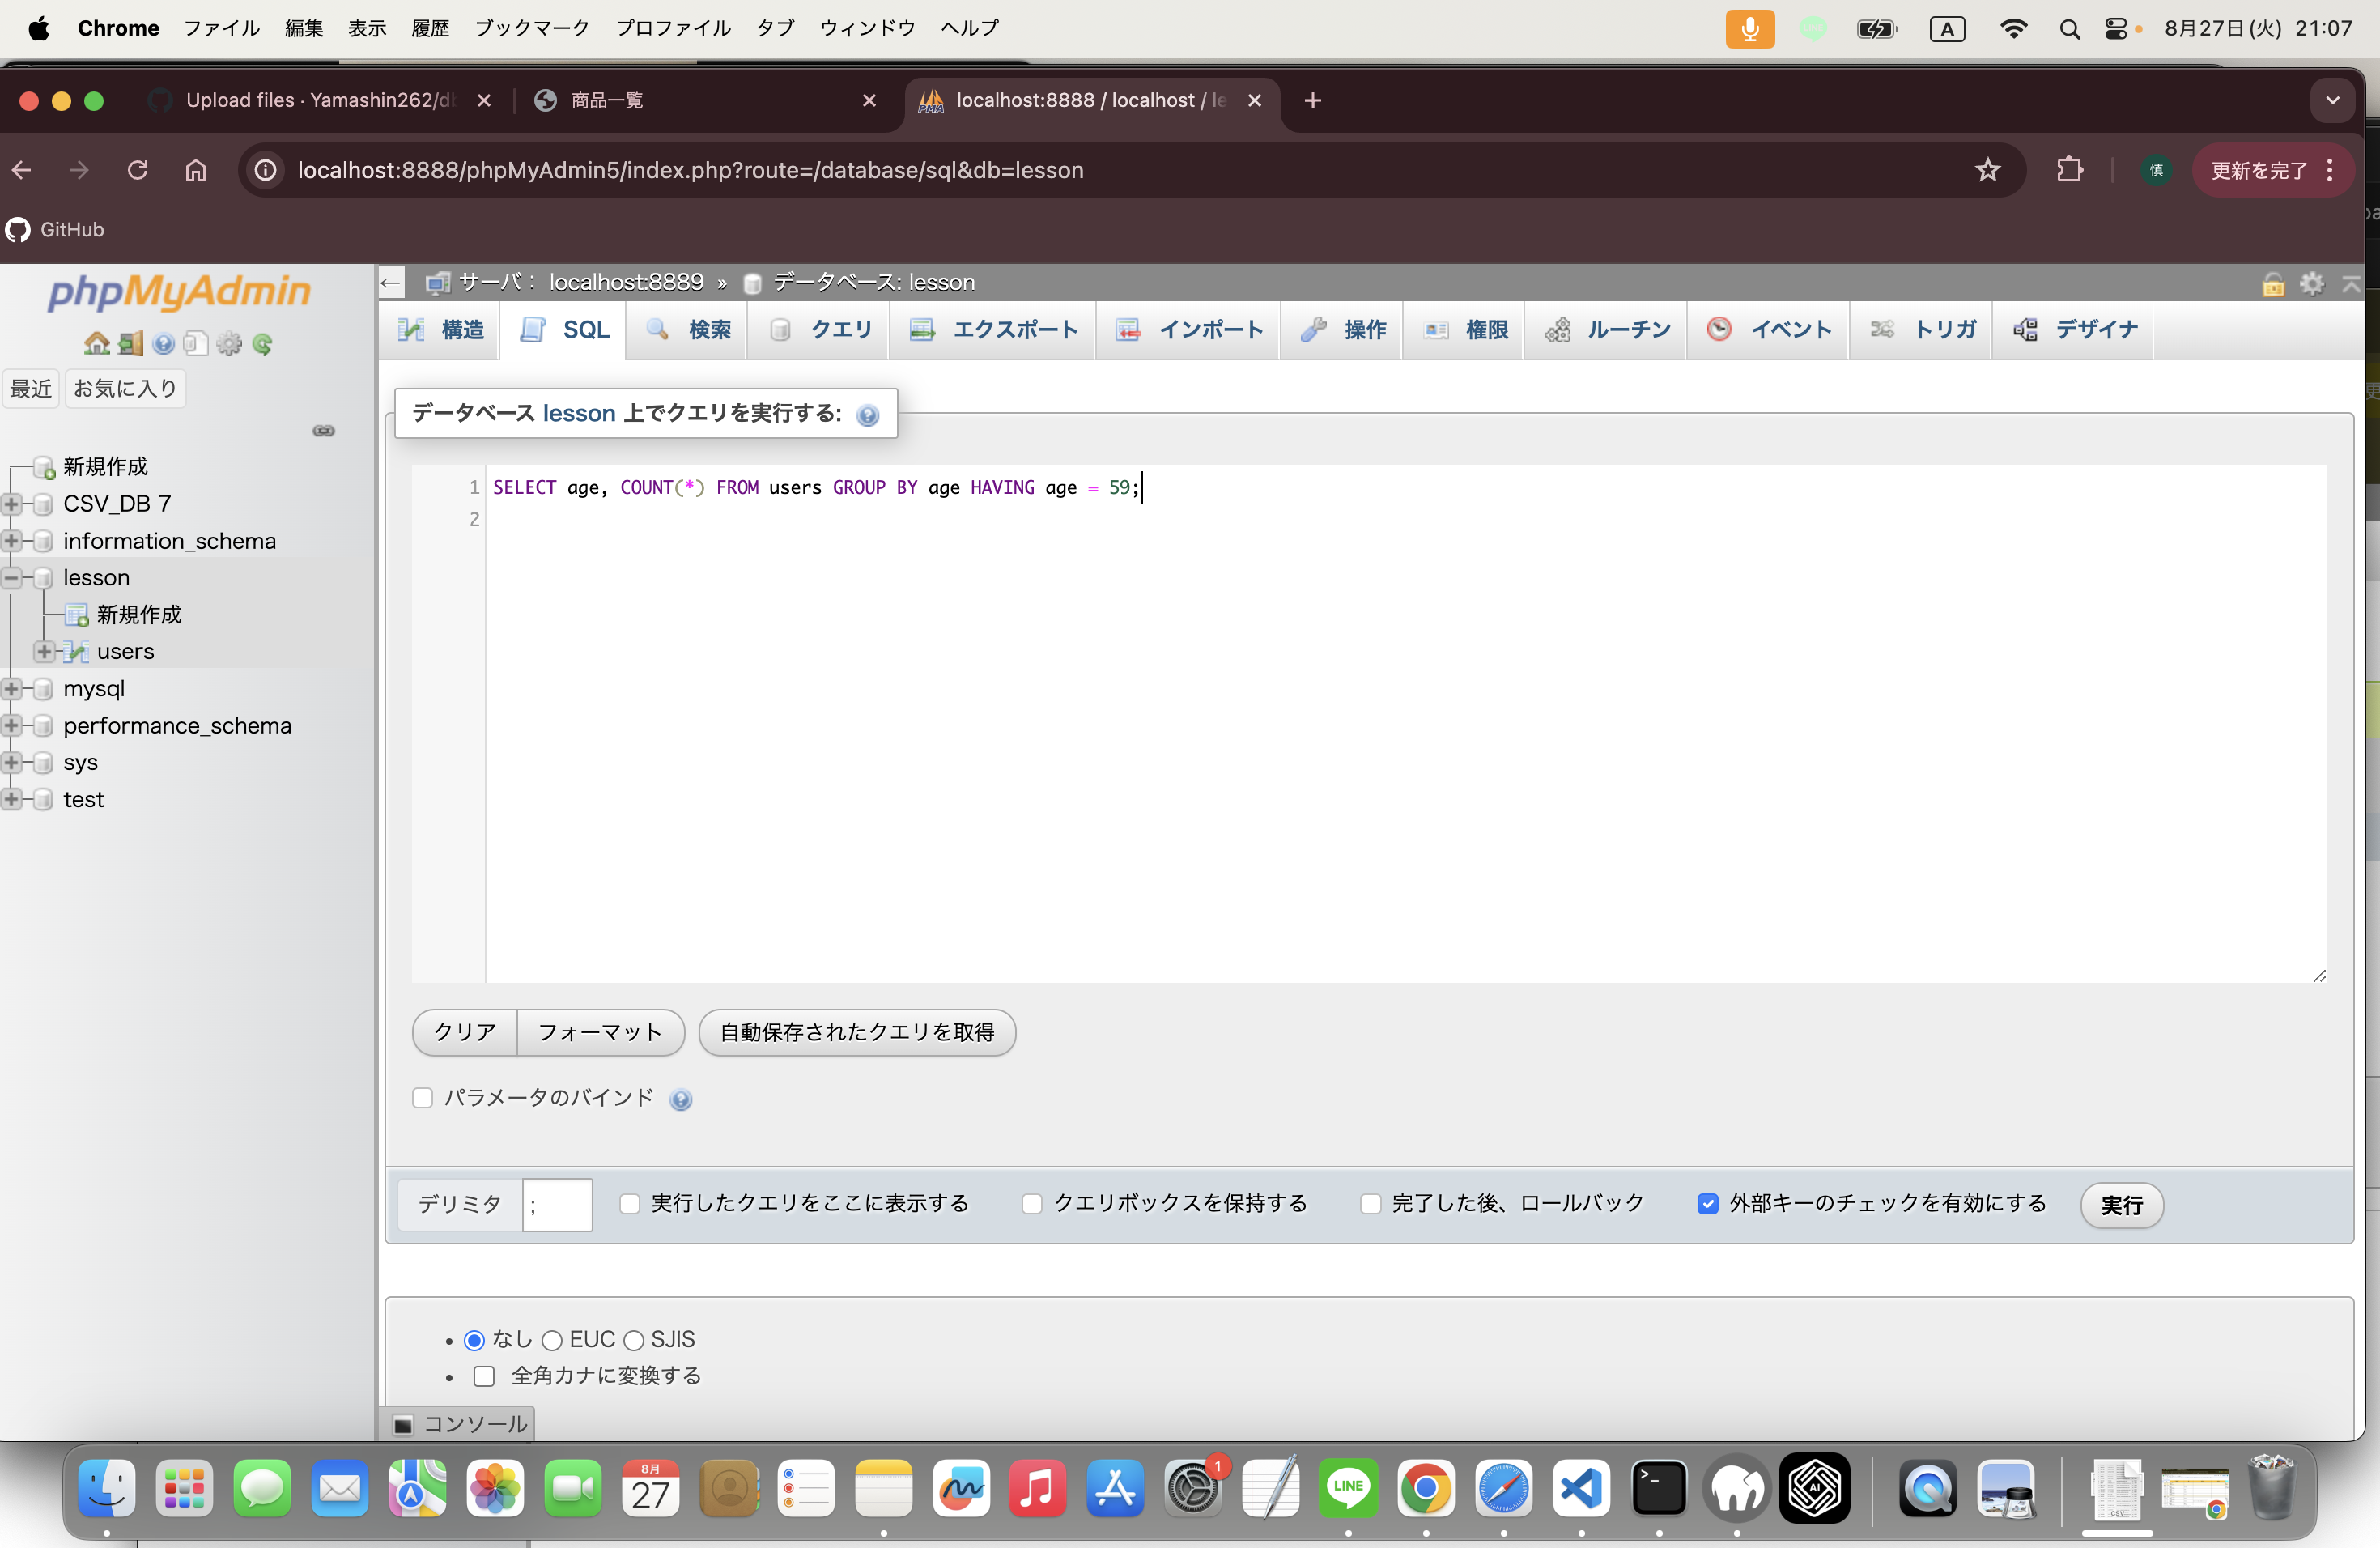 Chrome ファイル 編集 表示 履歴 ブックマーク プロファイル タブ ウィンドウ ヘルプ A 8月27日(火) 21:07
Upload files · Yamashin262/ 商品一覧 localhost:8888 / localhost /
localhost:8888/phpMyAdmin5/index.php?route=/database/sql&db=lesson 慎 更新を完了
GitHub
phpMyAdmin
最近 お気に入り
新規作成
CSV_DB 7
information_schema
lesson
新規作成
users
mysql
performance_schema
sys
test
サーバ： localhost:8889 » データベース: lesson
構造 SQL 検索 クエリ エクスポート インポート 操作 権限 ルーチン イベント トリガ デザイナ
データベース lesson 上でクエリを実行する:
1 SELECT age, COUNT(*) FROM users GROUP BY age HAVING age = 59;
2
クリア フォーマット 自動保存されたクエリを取得
パラメータのバインド
デリミタ ; 実行したクエリをここに表示する クエリボックスを保持する 完了した後、ロールバック 外部キーのチェックを有効にする 実行
なし EUC SJIS
全角カナに変換する
コンソール
8月
27
1
LINE
AI
CSV